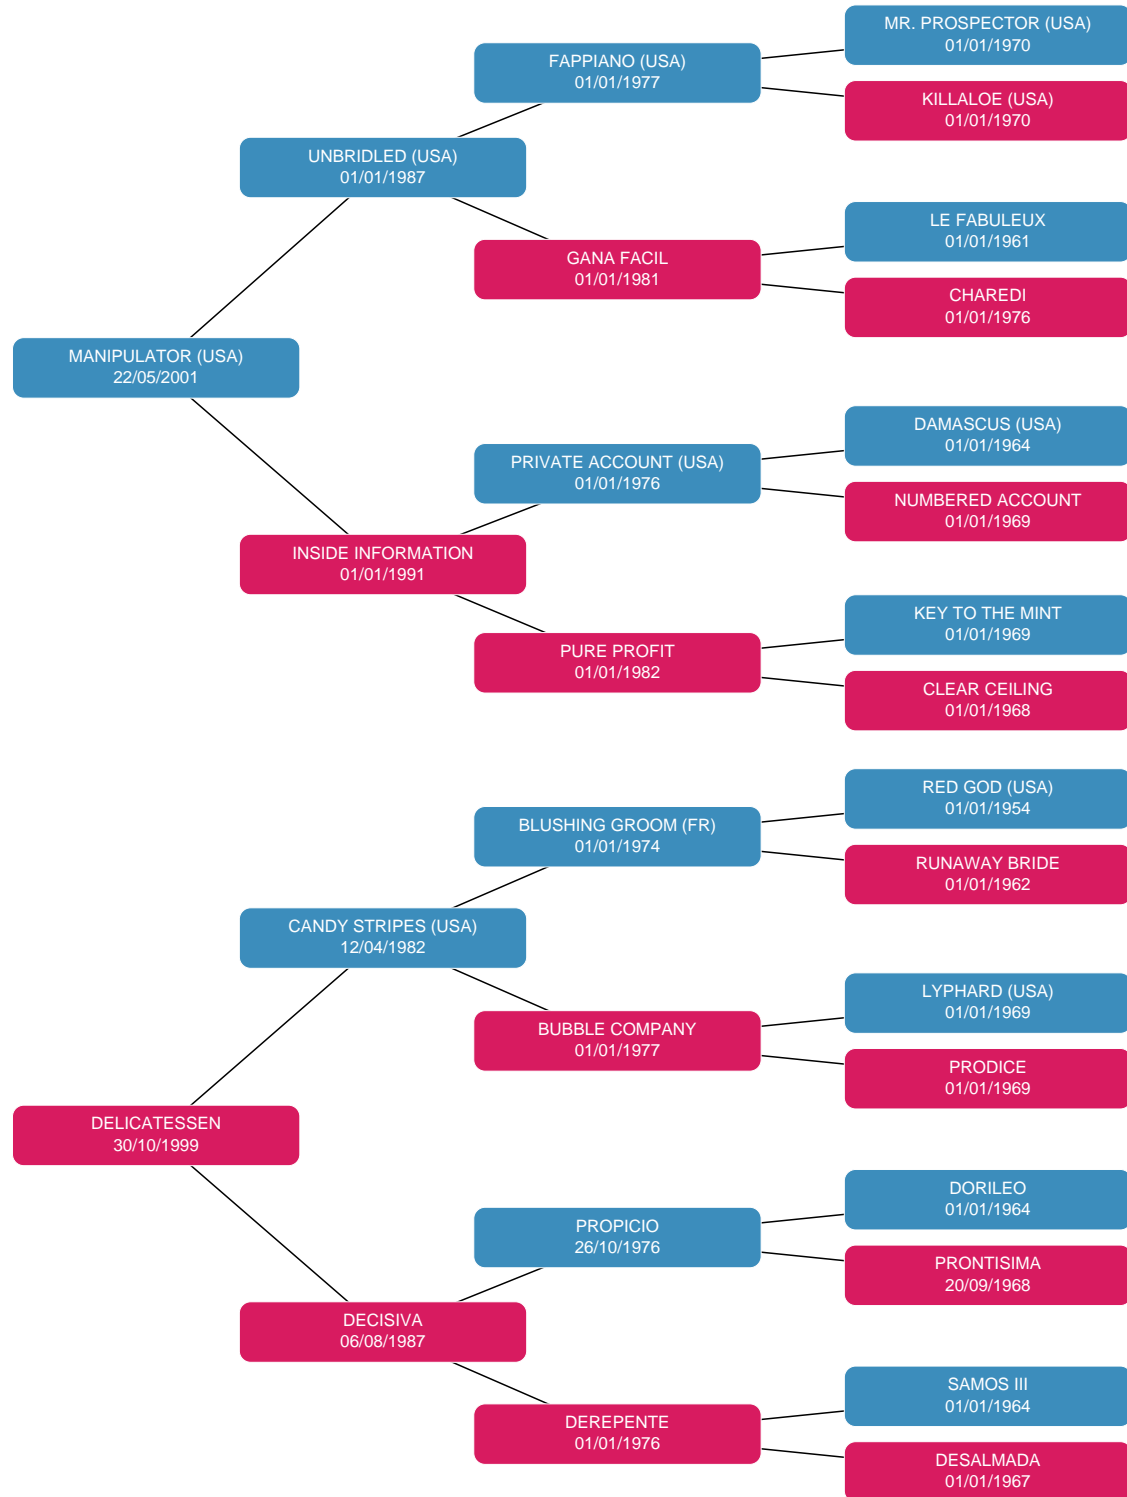 MR. PROSPECTOR (USA)
01/01/1970
FAPPIANO (USA)
01/01/1977
KILLALOE (USA)
01/01/1970
UNBRIDLED (USA)
01/01/1987
LE FABULEUX
01/01/1961
GANA FACIL
01/01/1981
CHAREDI
01/01/1976
MANIPULATOR (USA)
22/05/2001
DAMASCUS (USA)
01/01/1964
PRIVATE ACCOUNT (USA)
01/01/1976
NUMBERED ACCOUNT
01/01/1969
INSIDE INFORMATION
01/01/1991
KEY TO THE MINT
01/01/1969
PURE PROFIT
01/01/1982
CLEAR CEILING
01/01/1968
RED GOD (USA)
01/01/1954
BLUSHING GROOM (FR)
01/01/1974
RUNAWAY BRIDE
01/01/1962
CANDY STRIPES (USA)
12/04/1982
LYPHARD (USA)
01/01/1969
BUBBLE COMPANY
01/01/1977
PRODICE
01/01/1969
DELICATESSEN
30/10/1999
DORILEO
01/01/1964
PROPICIO
26/10/1976
PRONTISIMA
20/09/1968
DECISIVA
06/08/1987
SAMOS III
01/01/1964
DEREPENTE
01/01/1976
DESALMADA
01/01/1967